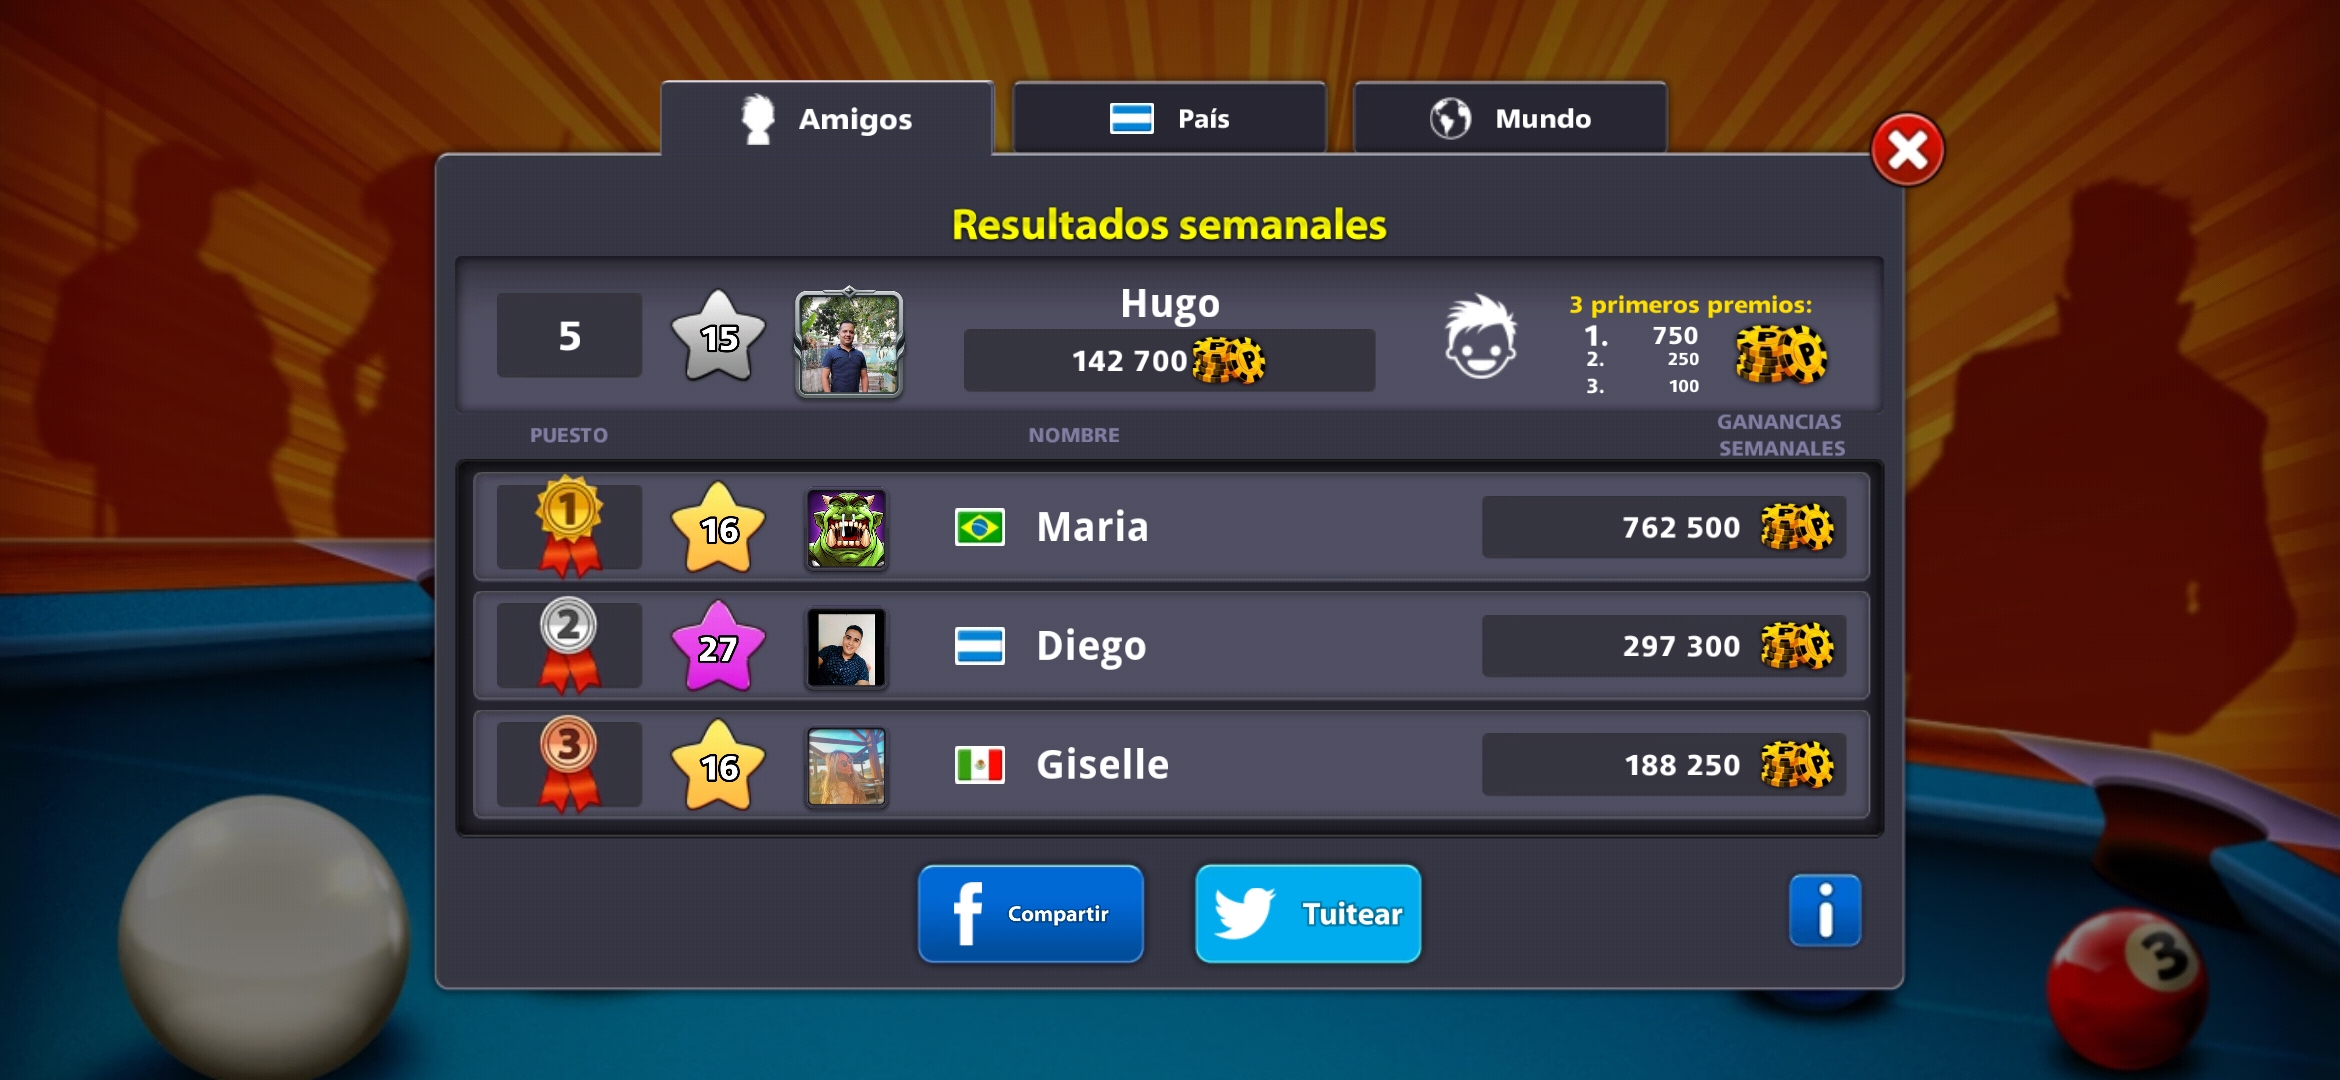 Amigos
País
Mundo
Resultados semanales
5
15
Hugo
142 700
3 primeros premios:
1. 750
2. 250
3. 100
PUESTO
NOMBRE
GANANCIAS
SEMANALES
1
16
Maria
762 500
2
27
Diego
297 300
3
16
Giselle
188 250
f
Compartir
Tuitear
i
3